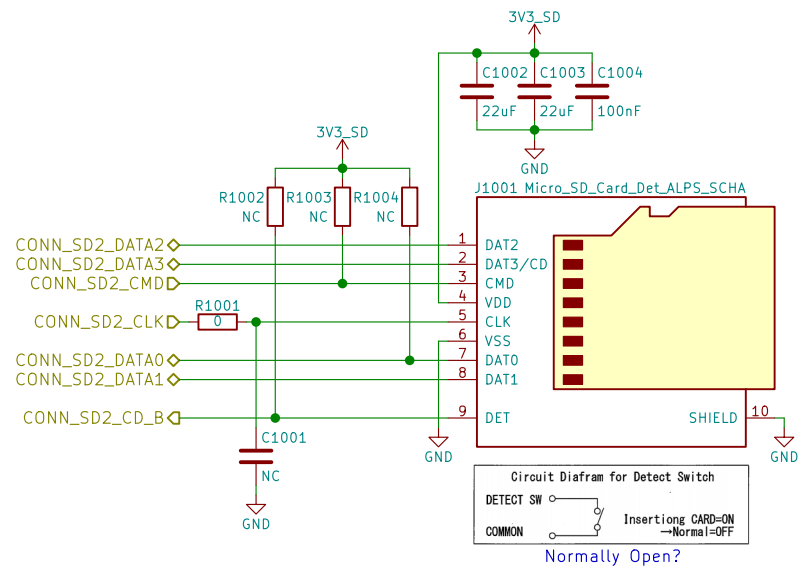 3V3_SD
C1002
C1003
C1004
22uF
22uF
100nF
GND
3V3_SD
R1002
R1003
R1004
NC
NC
NC
J1001 Micro_SD_Card_Det_ALPS_SCHA
CONN_SD2_DATA2
1
DAT2
CONN_SD2_DATA3
2
DAT3/CD
CONN_SD2_CMD
3
CMD
4
VDD
R1001
0
CONN_SD2_CLK
5
CLK
6
VSS
CONN_SD2_DATA0
7
DAT0
CONN_SD2_DATA1
8
DAT1
CONN_SD2_CD_B
9
DET
SHIELD
10
C1001
NC
GND
GND
GND
Circuit Diafram for Detect Switch
DETECT SW
COMMON
Insertiong CARD=ON
→Normal=OFF
Normally Open?